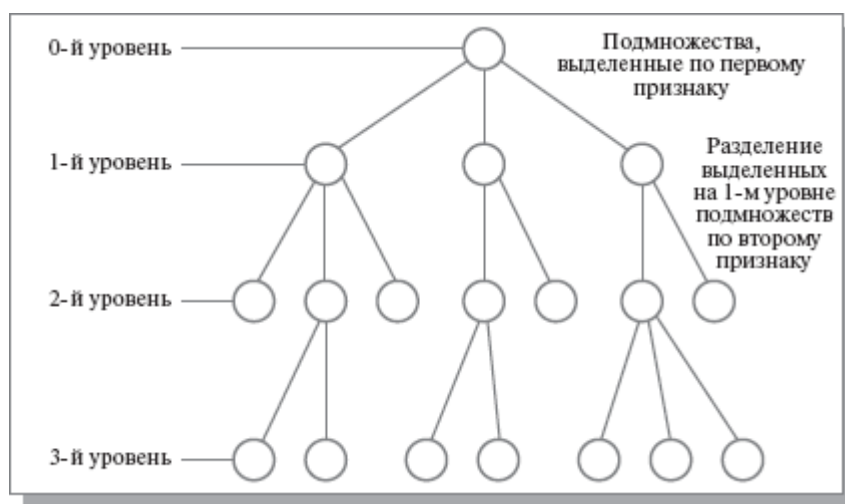 0-й уровень
Подмножества,
выделенные по первому
признаку
1-й уровень
Разделение
выделенных
на 1-м уровне
подмножеств
по второму
признаку
2-й уровень
3-й уровень